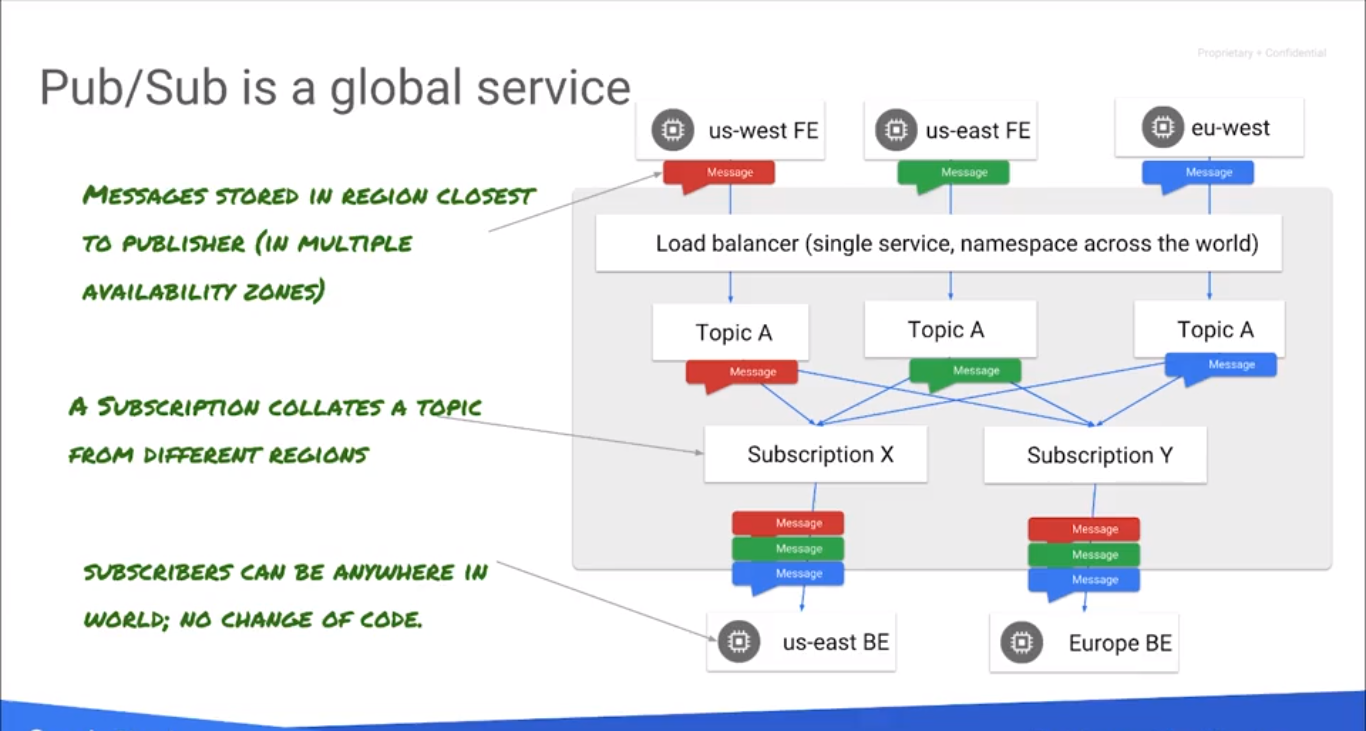 Proprietary + Confidential
Pub/Sub is a global service
us-west FE
us-east FE
eu-west
Message
Message
Message
Messages stored in region closest
to publisher (in multiple
availability zones)
Load balancer (single service, namespace across the world)
Topic A
Topic A
Topic A
Message
Message
Message
A Subscription collates a topic
from different regions
Subscription X
Subscription Y
Message
Message
Message
Message
Message
Message
subscribers can be anywhere in
world; no change of code.
us-east BE
Europe BE